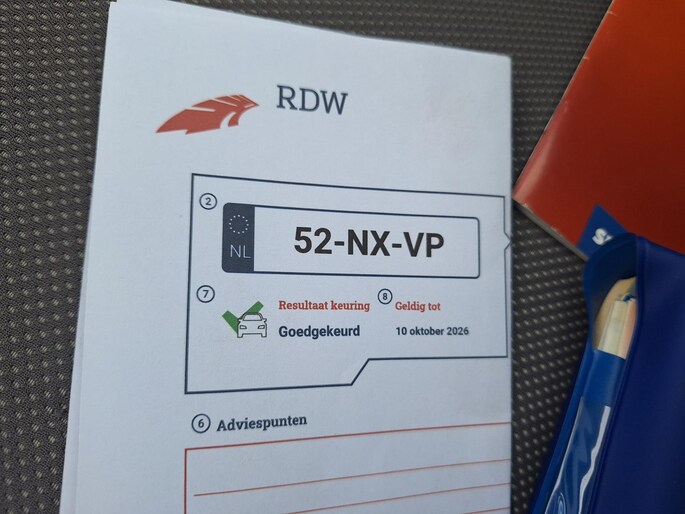 RDW
2
NL
52-NX-VP
7
Resultaat keuring
Goedgekeurd
8
Geldig tot
10 oktober 2026
6 Adviespunten